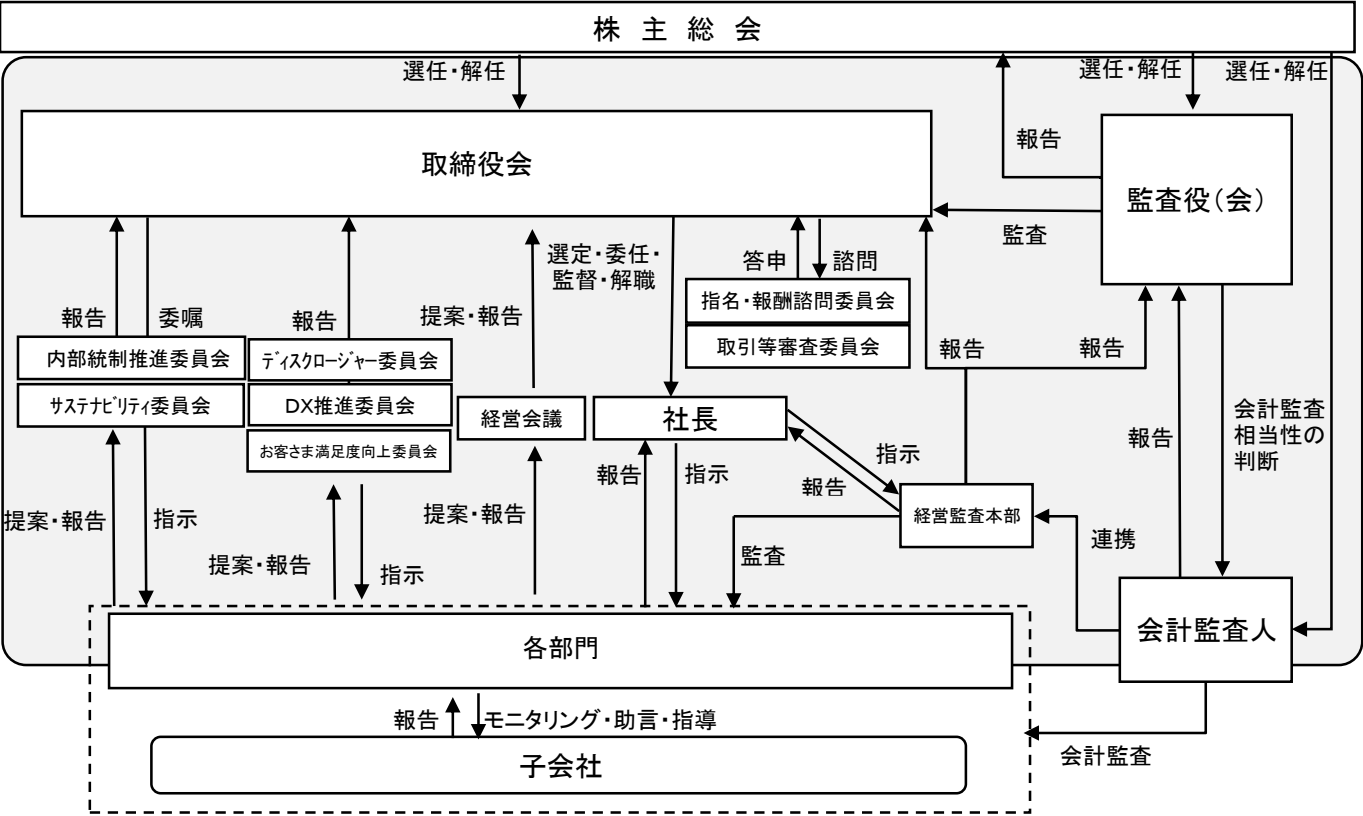 株 主 総 会
選任・解任
選任・解任
選任・解任
取締役会
報告
監査役(会)
監査
報告
委嘱
報告
提案・報告
選定・委任・
監督・解職
答申
諮問
指名・報酬諮問委員会
取引等審査委員会
内部統制推進委員会
サステナビリティ委員会
ディスクロージャー委員会
DX推進委員会
お客さま満足度向上委員会
経営会議
社長
報告
報告
報告
会計監査
相当性の
判断
提案・報告
指示
提案・報告
指示
提案・報告
報告
指示
指示
報告
経営監査本部
監査
連携
会計監査人
各部門
報告
モニタリング・助言・指導
子会社
会計監査